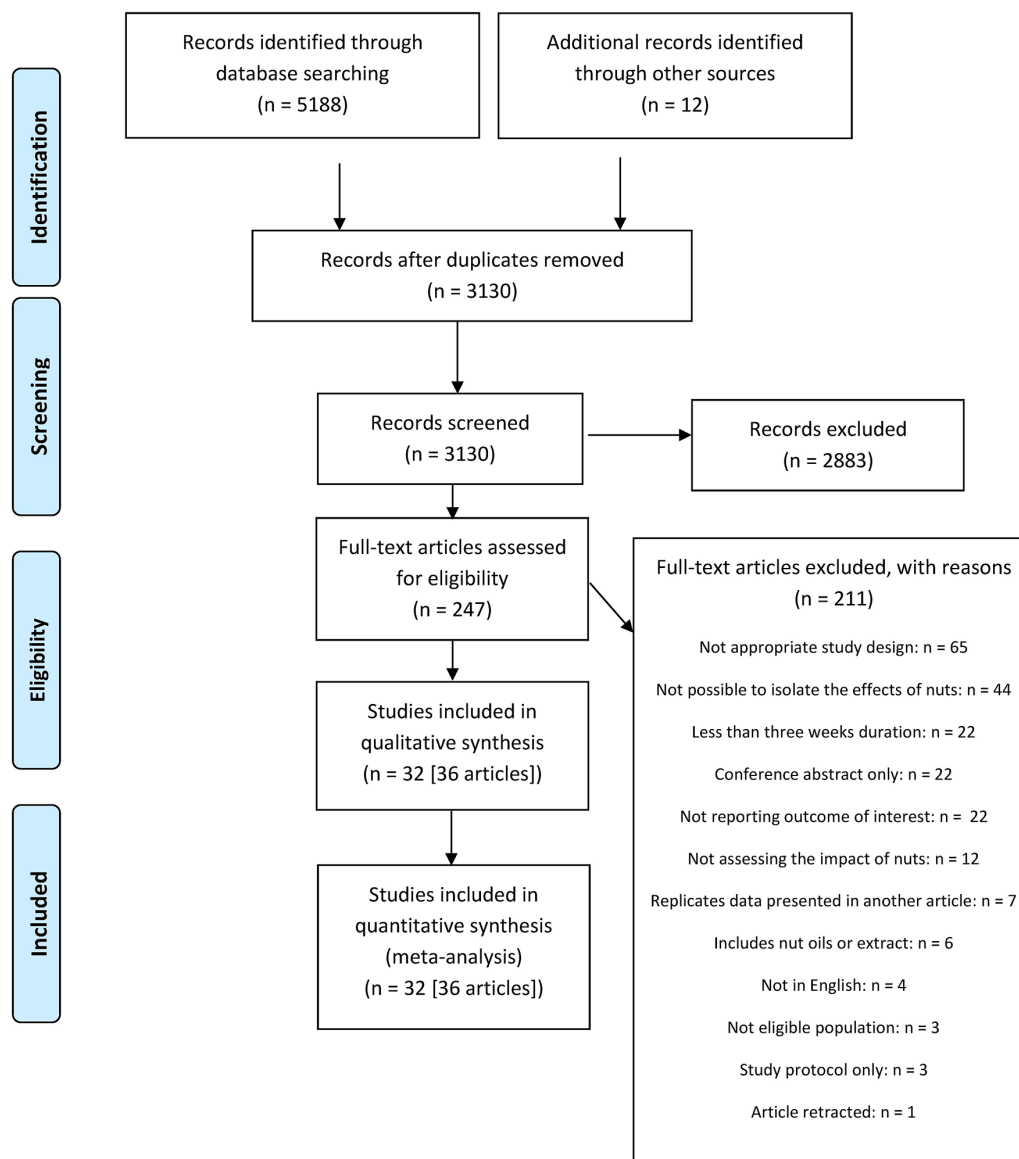 Records identified through
database searching
(n = 5188)
Additional records identified
through other sources
(n = 12)
Identification
Records after duplicates removed
(n = 3130)
Screening
Records screened
(n = 3130)
Records excluded
(n = 2883)
Eligibility
Full-text articles assessed
for eligibility
(n = 247)
Full-text articles excluded, with reasons
(n = 211)
Not appropriate study design: n = 65
Not possible to isolate the effects of nuts: n = 44
Less than three weeks duration: n = 22
Conference abstract only: n = 22
Not reporting outcome of interest: n = 22
Not assessing the impact of nuts: n = 12
Replicates data presented in another article: n = 7
Includes nut oils or extract: n = 6
Not in English: n = 4
Not eligible population: n = 3
Study protocol only: n = 3
Article retracted: n = 1
Studies included in
qualitative synthesis
(n = 32 [36 articles])
Included
Studies included in
quantitative synthesis
(meta-analysis)
(n = 32 [36 articles])